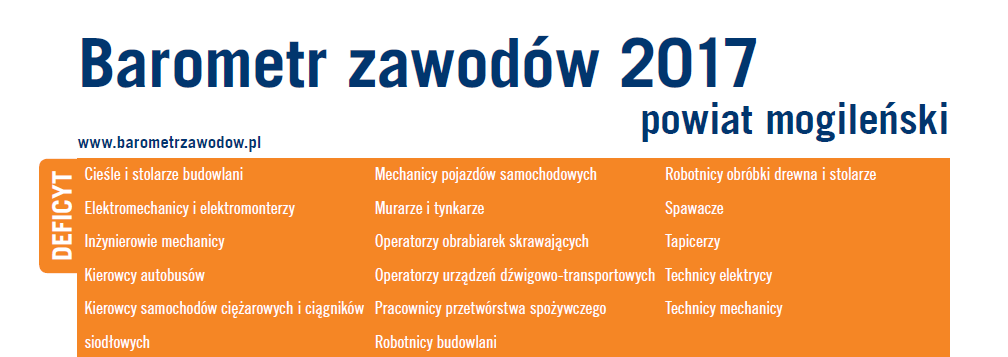 Barometr zawodów 2017
powiat mogileński
www.barometrzawodow.pl
DEFICYT
Cieśle i stolarze budowlani
Elektromechanicy i elektromonterzy
Inżynierowie mechanicy
Kierowcy autobusów
Kierowcy samochodów ciężarowych i ciągników
siodłowych
Mechanicy pojazdów samochodowych
Murarze i tynkarze
Operatorzy obrabiarek skrawających
Operatorzy urządzeń dźwigowo-transportowych
Pracownicy przetwórstwa spożywczego
Robotnicy budowlani
Robotnicy obróbki drewna i stolarze
Spawacze
Tapicerzy
Technicy elektrycy
Technicy mechanicy